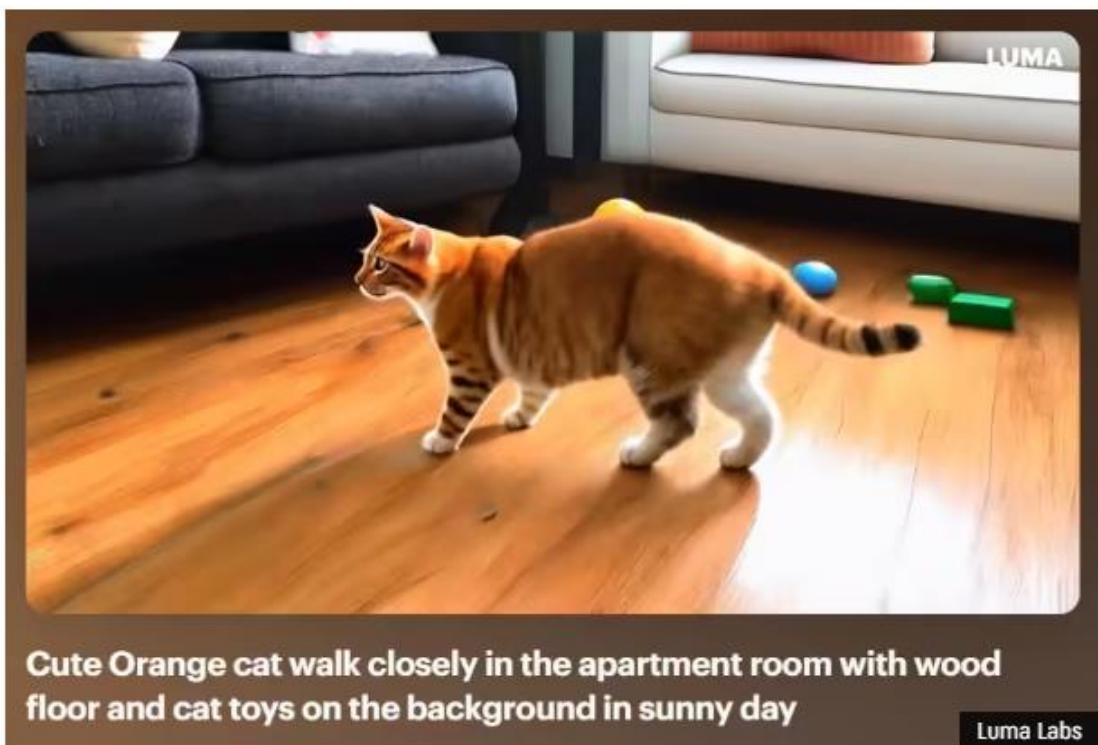 LUMA
Cute Orange cat walk closely in the apartment room with wood
floor and cat toys on the background in sunny day
Luma Labs